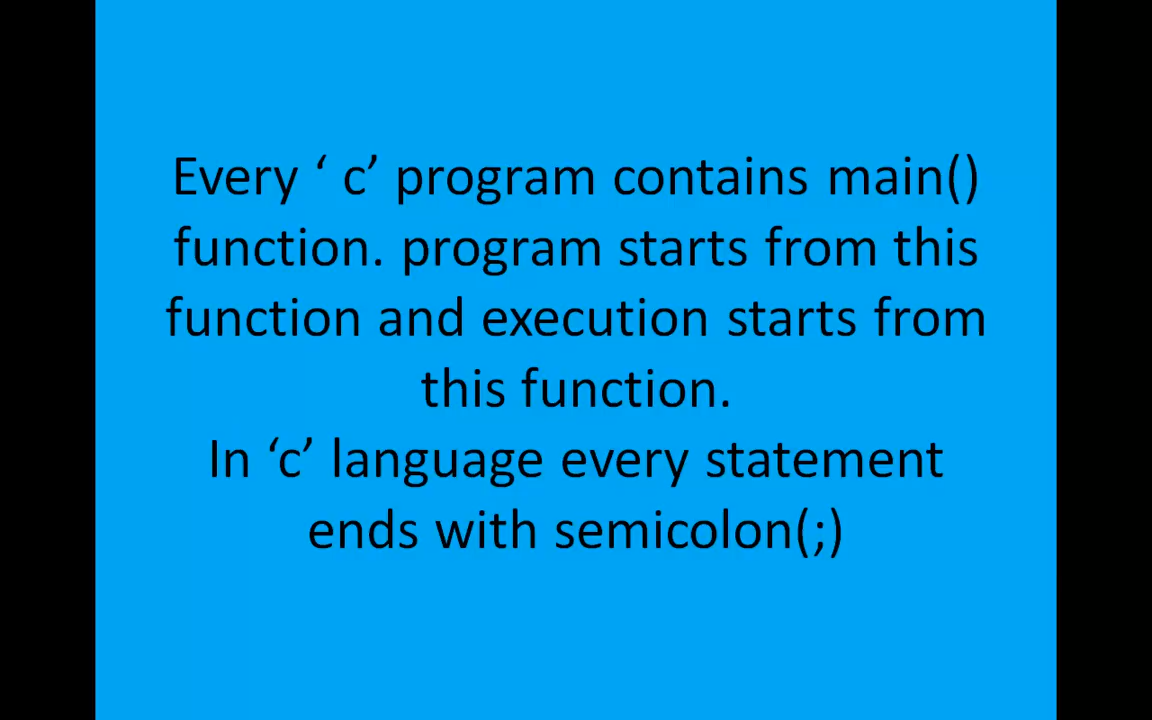 Every ‘ c’ program contains main()
function. program starts from this
function and execution starts from
this function.
In ‘c’ language every statement
ends with semicolon(;)